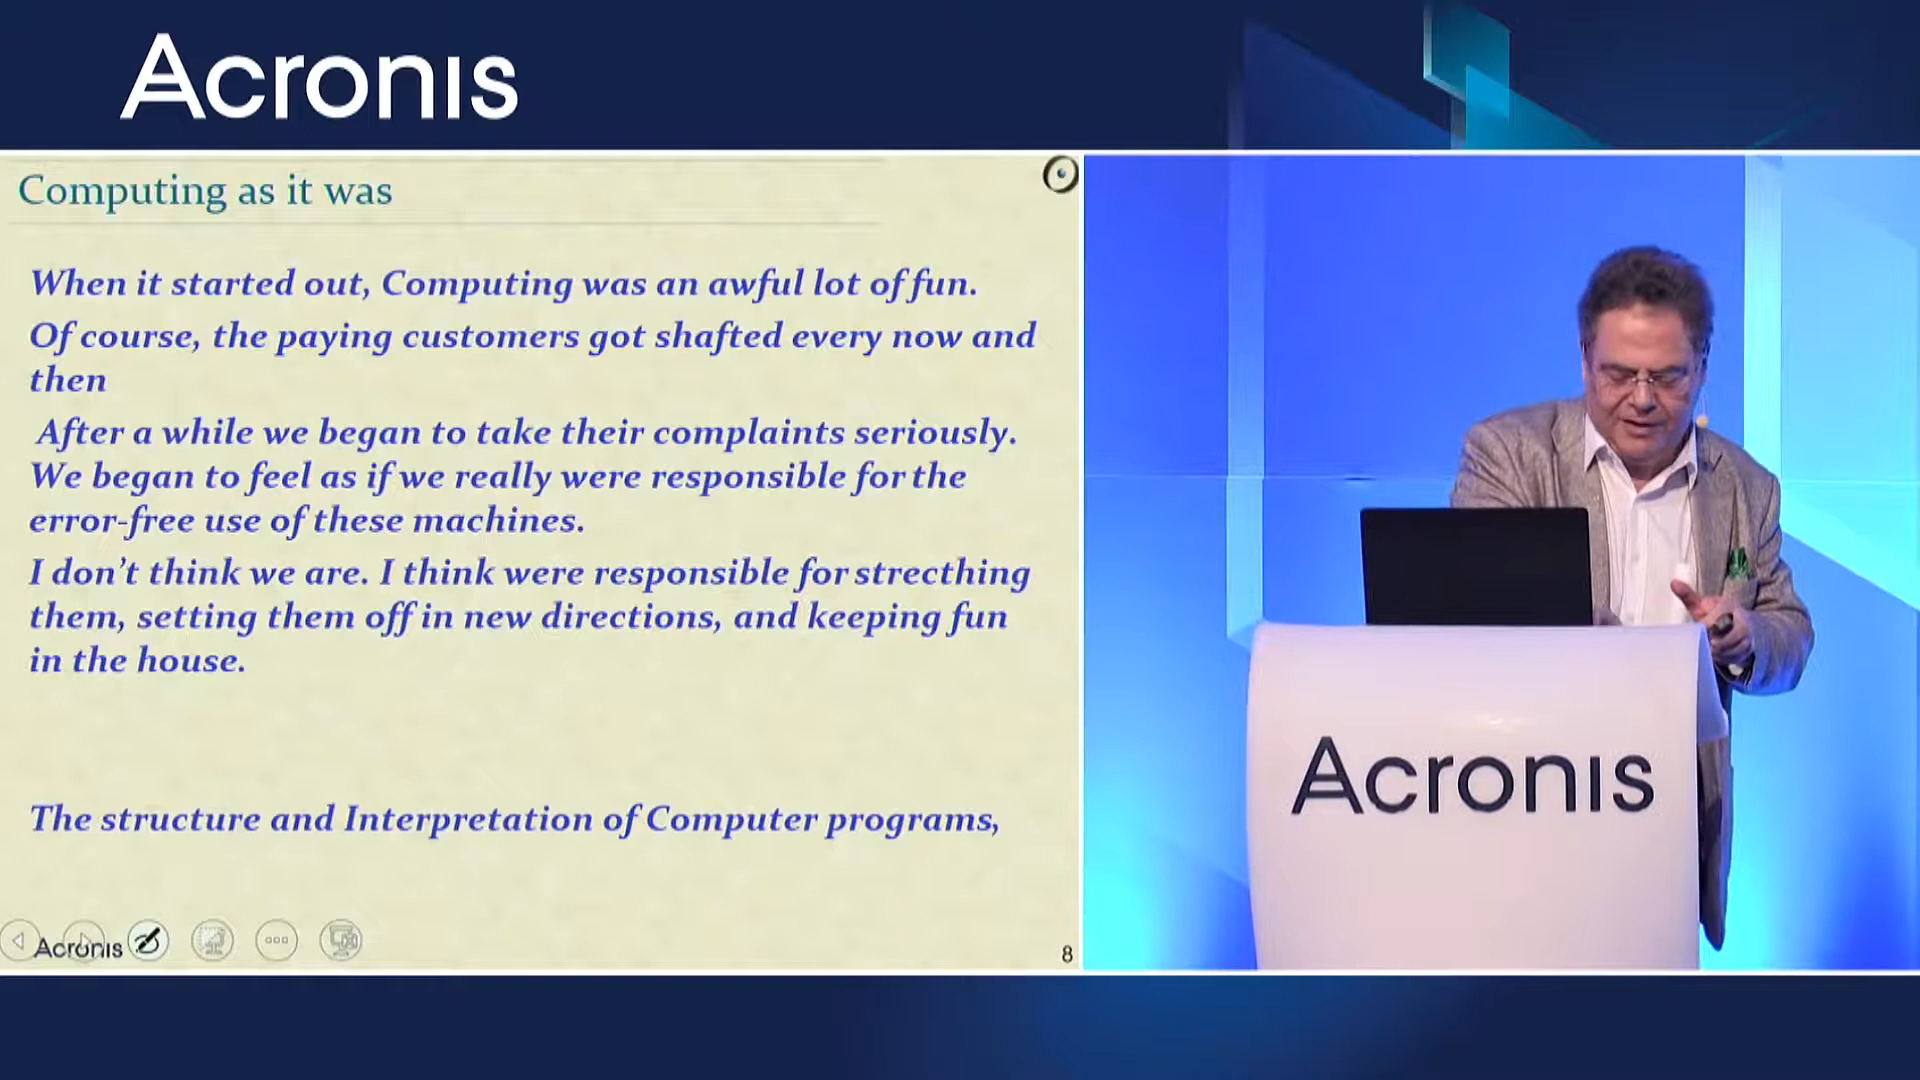 Acronis
Computing as it was
When it started out, Computing was an awful lot of fun.
Of course, the paying customers got shafted every now and
then
After a while we began to take their complaints seriously.
We began to feel as if we really were responsible for the
error-free use of these machines.
I don't think we are. I think were responsible for strecthing
them, setting them off in new directions, and keeping fun
in the house.
The structure and Interpretation of Computer programs,
Acronis
8
Acronis